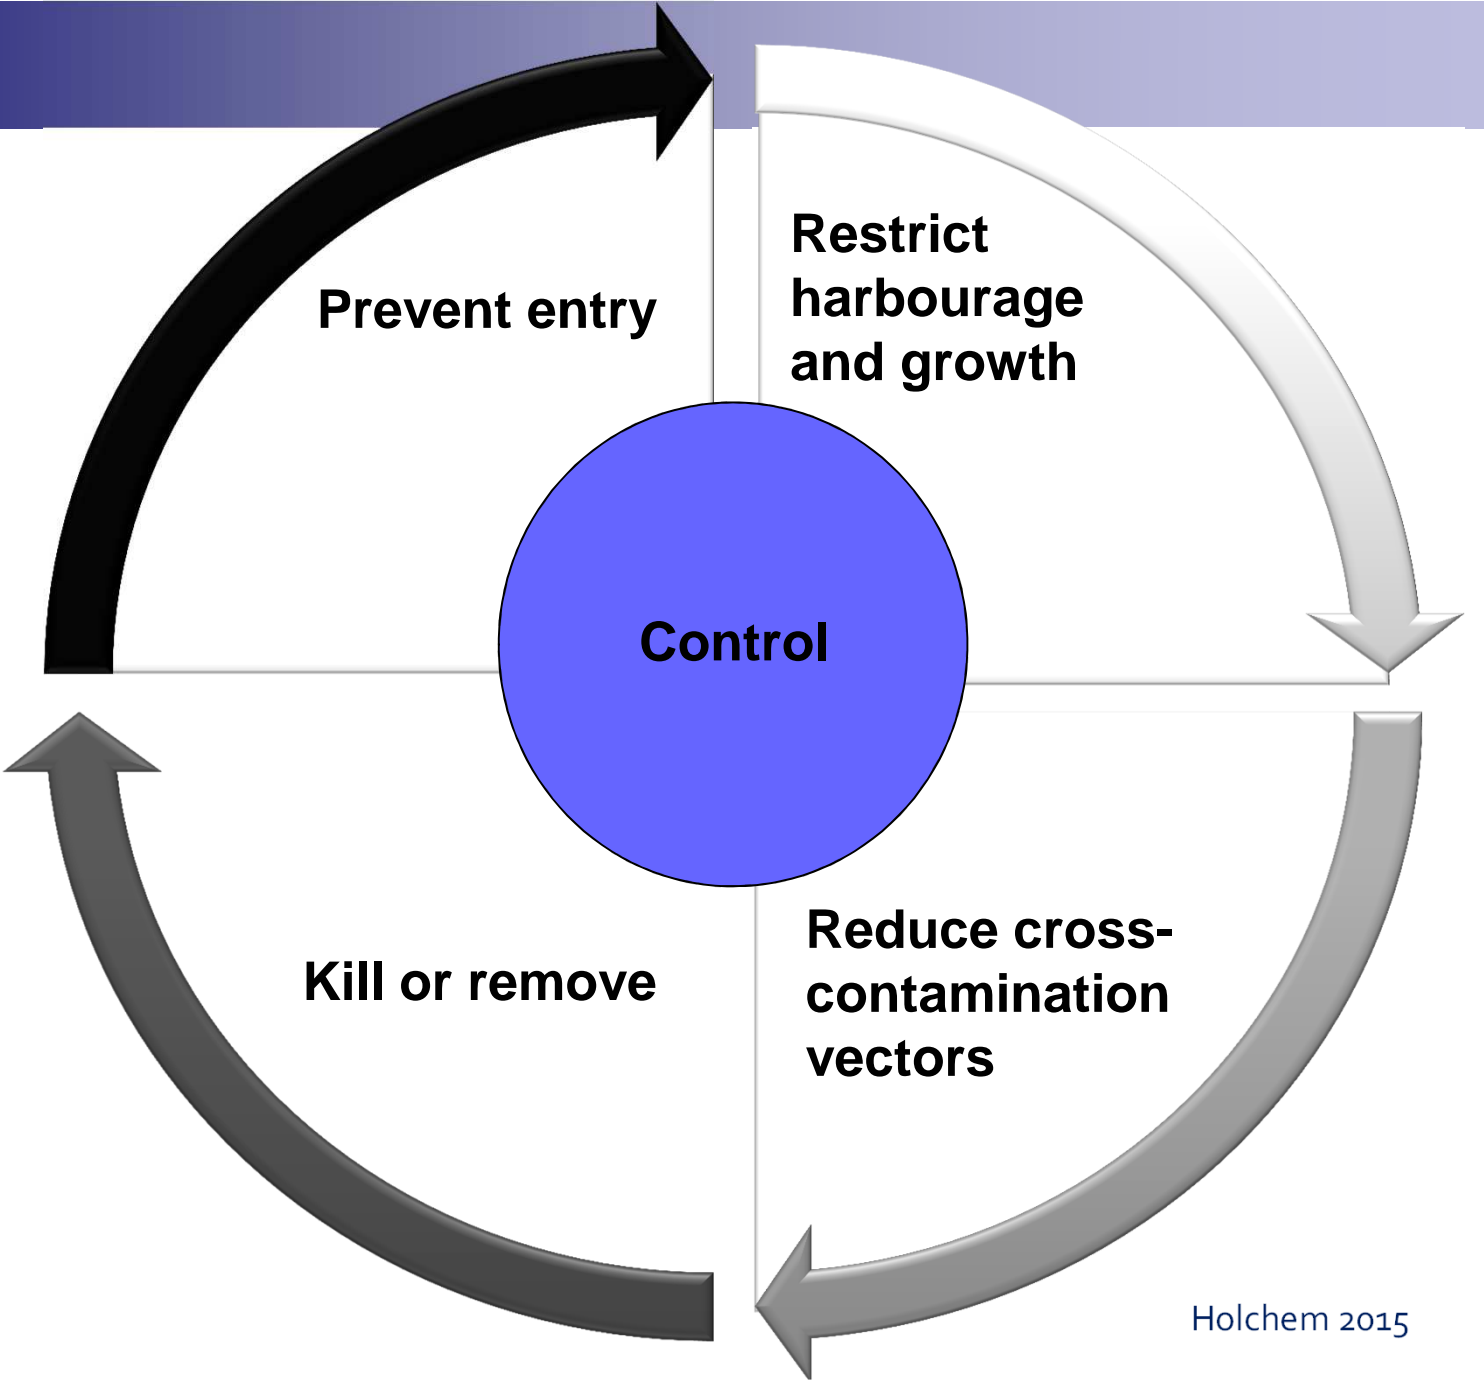 Prevent entry
Restrict
harbourage
and growth
Control
Kill or remove
Reduce cross-
contamination
vectors
Holchem 2015